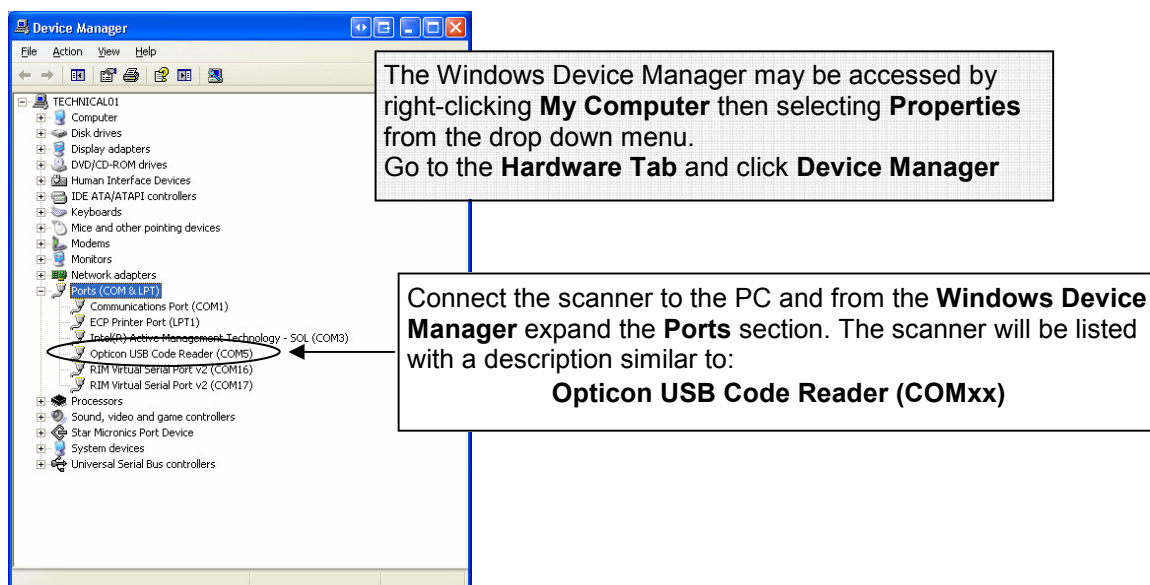 Device Manager
File Action View Help
TECHNICAL01
Computer
Disk drives
Display adapters
DVD/CD-ROM drives
Human Interface Devices
IDE ATA/ATAPI controllers
Keyboards
Mice and other pointing devices
Modems
Monitors
Network adapters
Ports (COM & LPT)
Communications Port (COM1)
ECP Printer Port (LPT1)
Intel(R) Active Management Technology - SOL (COM3)
Opticon USB Code Reader (COM5)
RIM Virtual Serial Port v2 (COM16)
RIM Virtual Serial Port v2 (COM17)
Processors
Sound, video and game controllers
Star Micronics Port Device
System devices
Universal Serial Bus controllers
The Windows Device Manager may be accessed by
right-clicking My Computer then selecting Properties
from the drop down menu.
Go to the Hardware Tab and click Device Manager
Connect the scanner to the PC and from the Windows Device
Manager expand the Ports section. The scanner will be listed
with a description similar to:
Opticon USB Code Reader (COMxx)